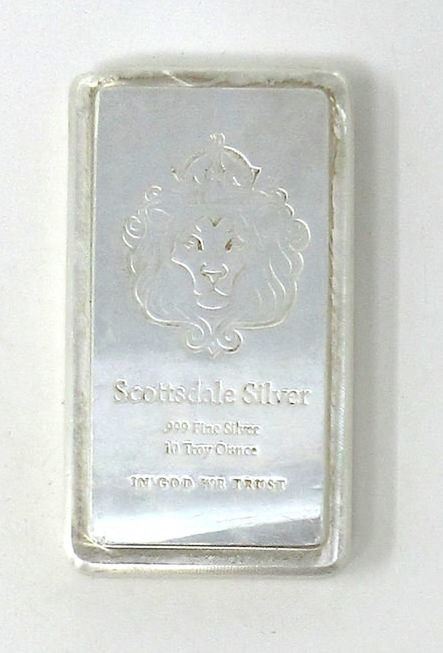 Scottsdale Silver
.999 Fine Silver
10 Troy Ounce
IN GOD WE TRUST